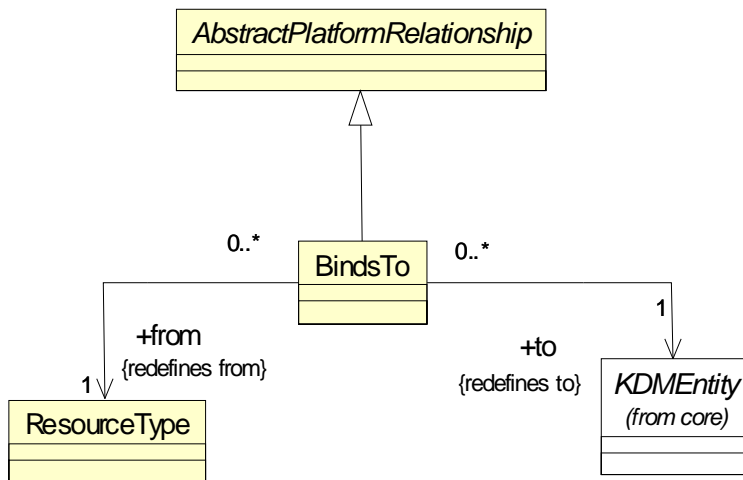 AbstractPlatformRelationship
0..*
BindsTo
0..*
+from
{redefines from}
1
ResourceType
1
+to
{redefines to}
KDMEntity
(from core)